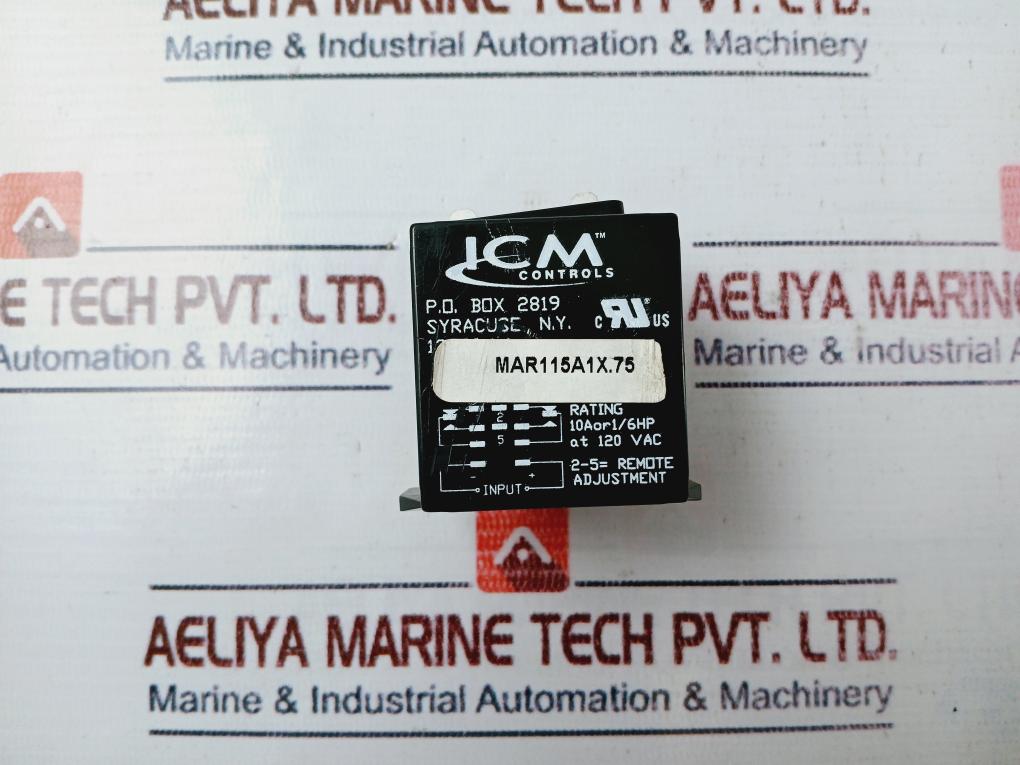 AELIYA MARINE TECH PVT. LTD.
Marine & Industrial Automation & Machinery
E TECH PVT. LTD.
Automation & Machinery
AELIYA MARINE
Marine & Industrial A
ICM™
CONTROLS
P.O. BOX 2819
SYRACUSE, N.Y.
C RU US
MAR115A1X.75
2
5
RATING
10Aor1/6HP
at 120 VAC
2-5= REMOTE
ADJUSTMENT
- +
INPUT
AELIYA MARINE TECH PVT. LTD.
Marine & Industrial Automation & Machinery